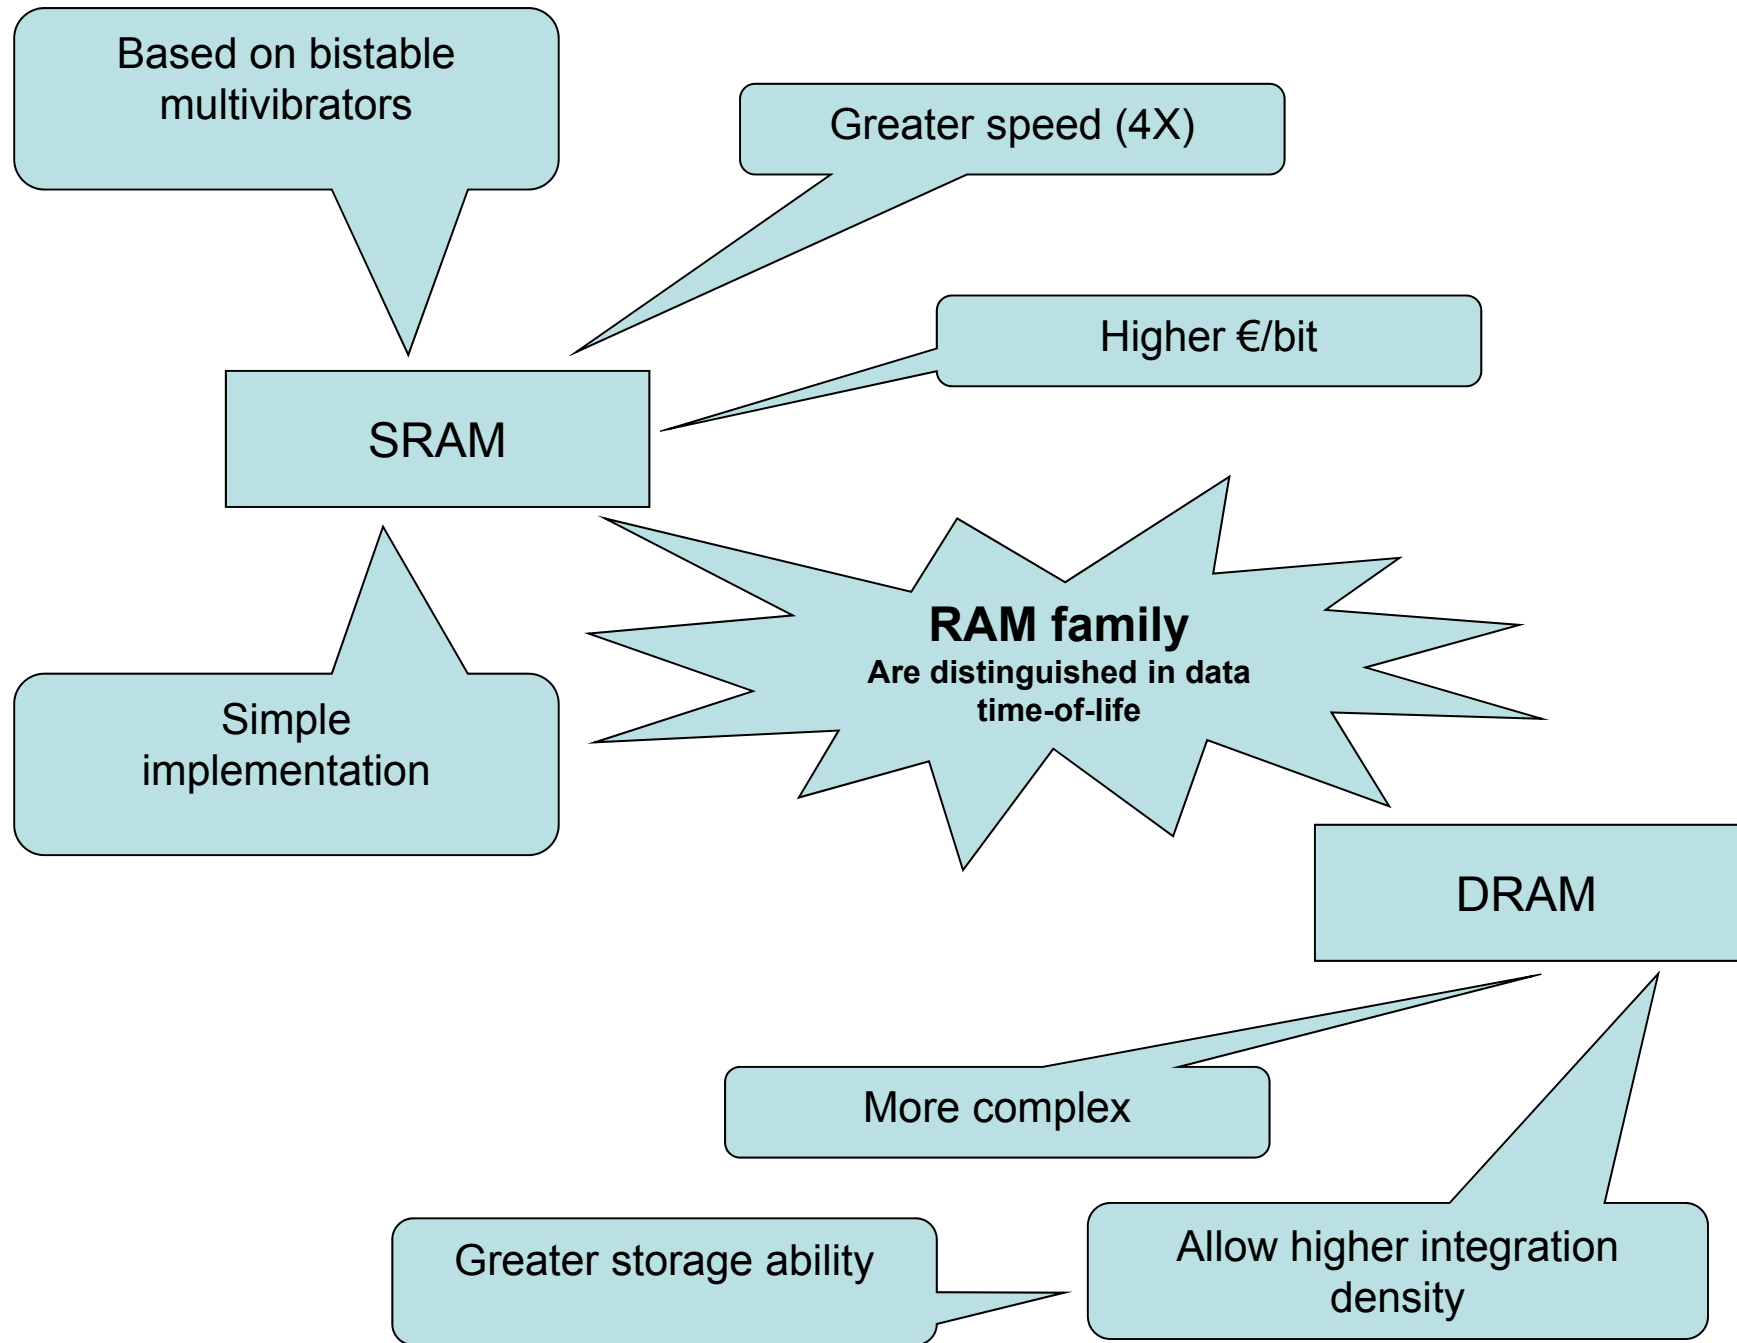 Based on bistable
multivibrators
Greater speed (4X)
Higher €/bit
SRAM
RAM family
Are distinguished in data
time-of-life
Simple
implementation
DRAM
More complex
Allow higher integration
density
Greater storage ability